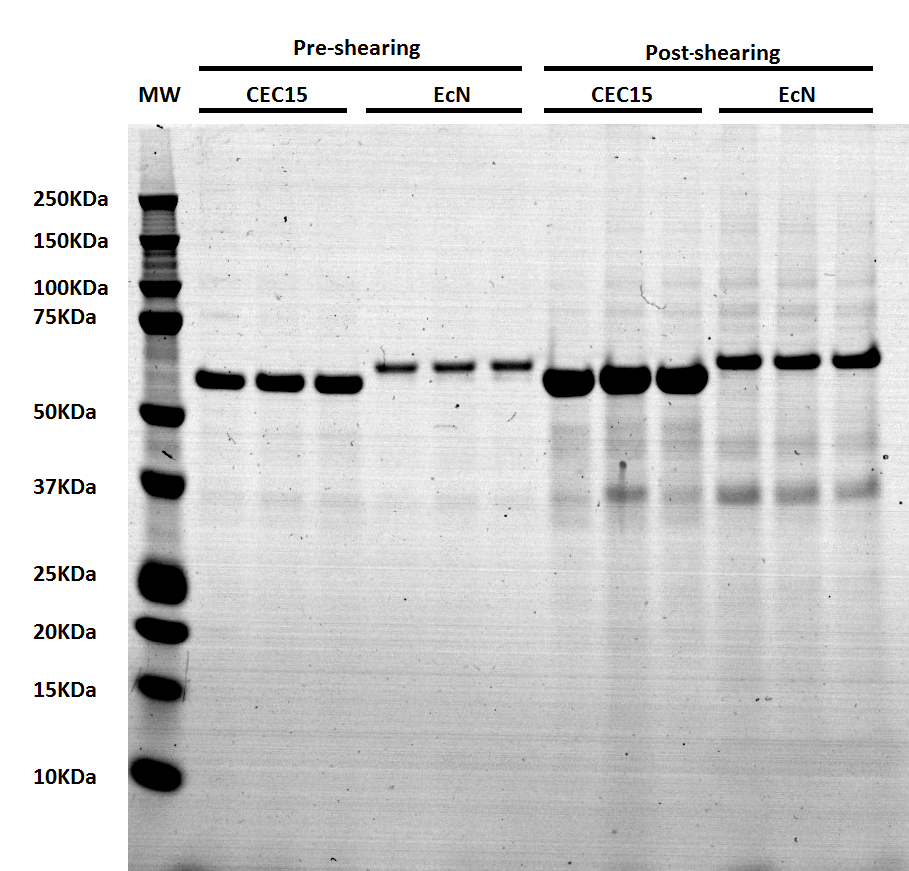 Pre-shearing
Post-shearing
MW
CEC15
EcN
CEC15
EcN
250KDa
150KDa
100KDa
75KDa
50KDa
37KDa
25KDa
20KDa
15KDa
10KDa